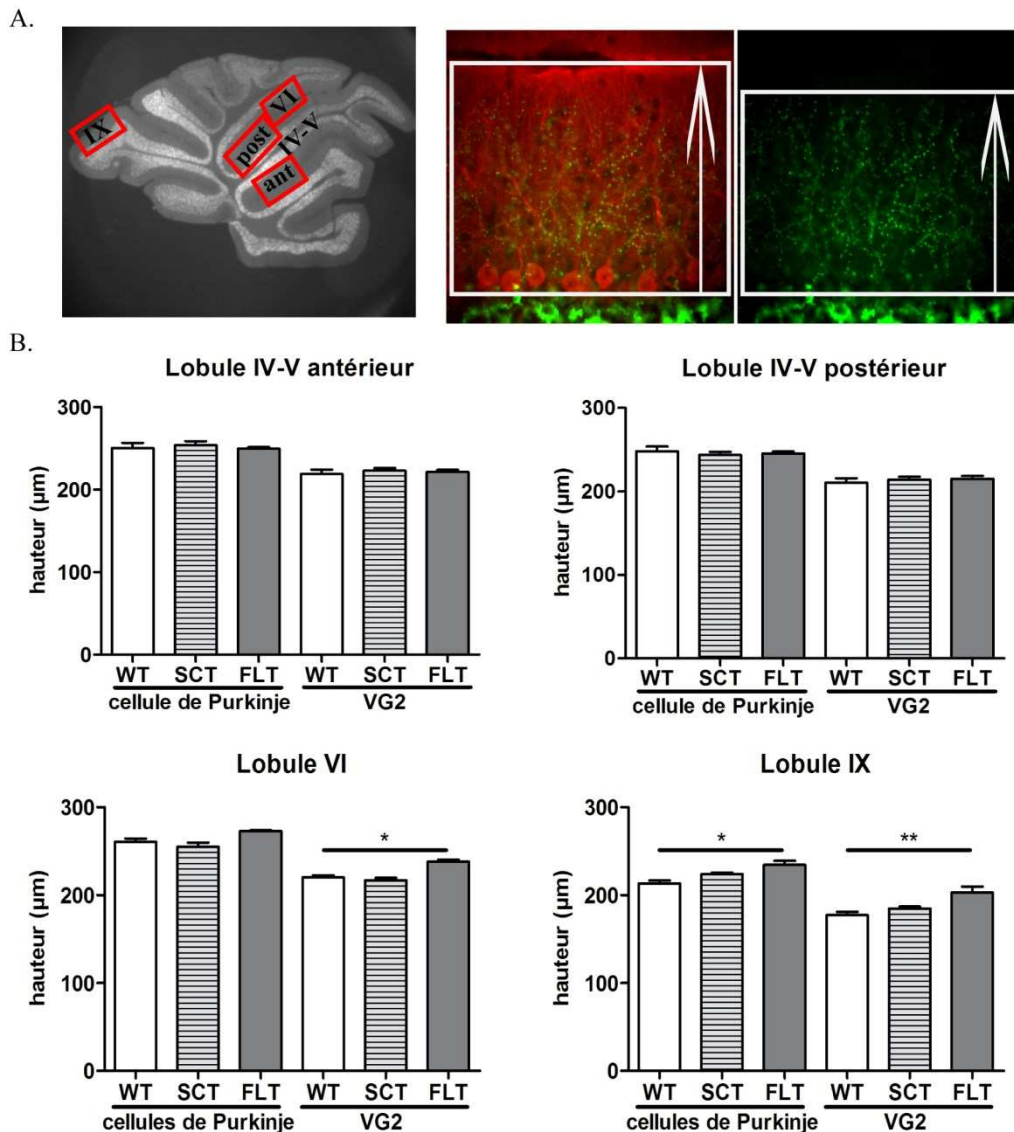 A.
IX
VI
post
IV-V
ant
B.
Lobule IV-V antérieur
300
200
100
0
hauteur (µm)
WT SCT FLT WT SCT FLT
cellule de Purkinje VG2
Lobule IV-V postérieur
300
200
100
0
hauteur (µm)
WT SCT FLT WT SCT FLT
cellule de Purkinje VG2
Lobule VI
300
200
100
0
hauteur (µm)
*
WT SCT FLT WT SCT FLT
cellules de Purkinje VG2
Lobule IX
300
200
100
0
hauteur (µm)
* **
WT SCT FLT WT SCT FLT
cellules de Purkinje VG2